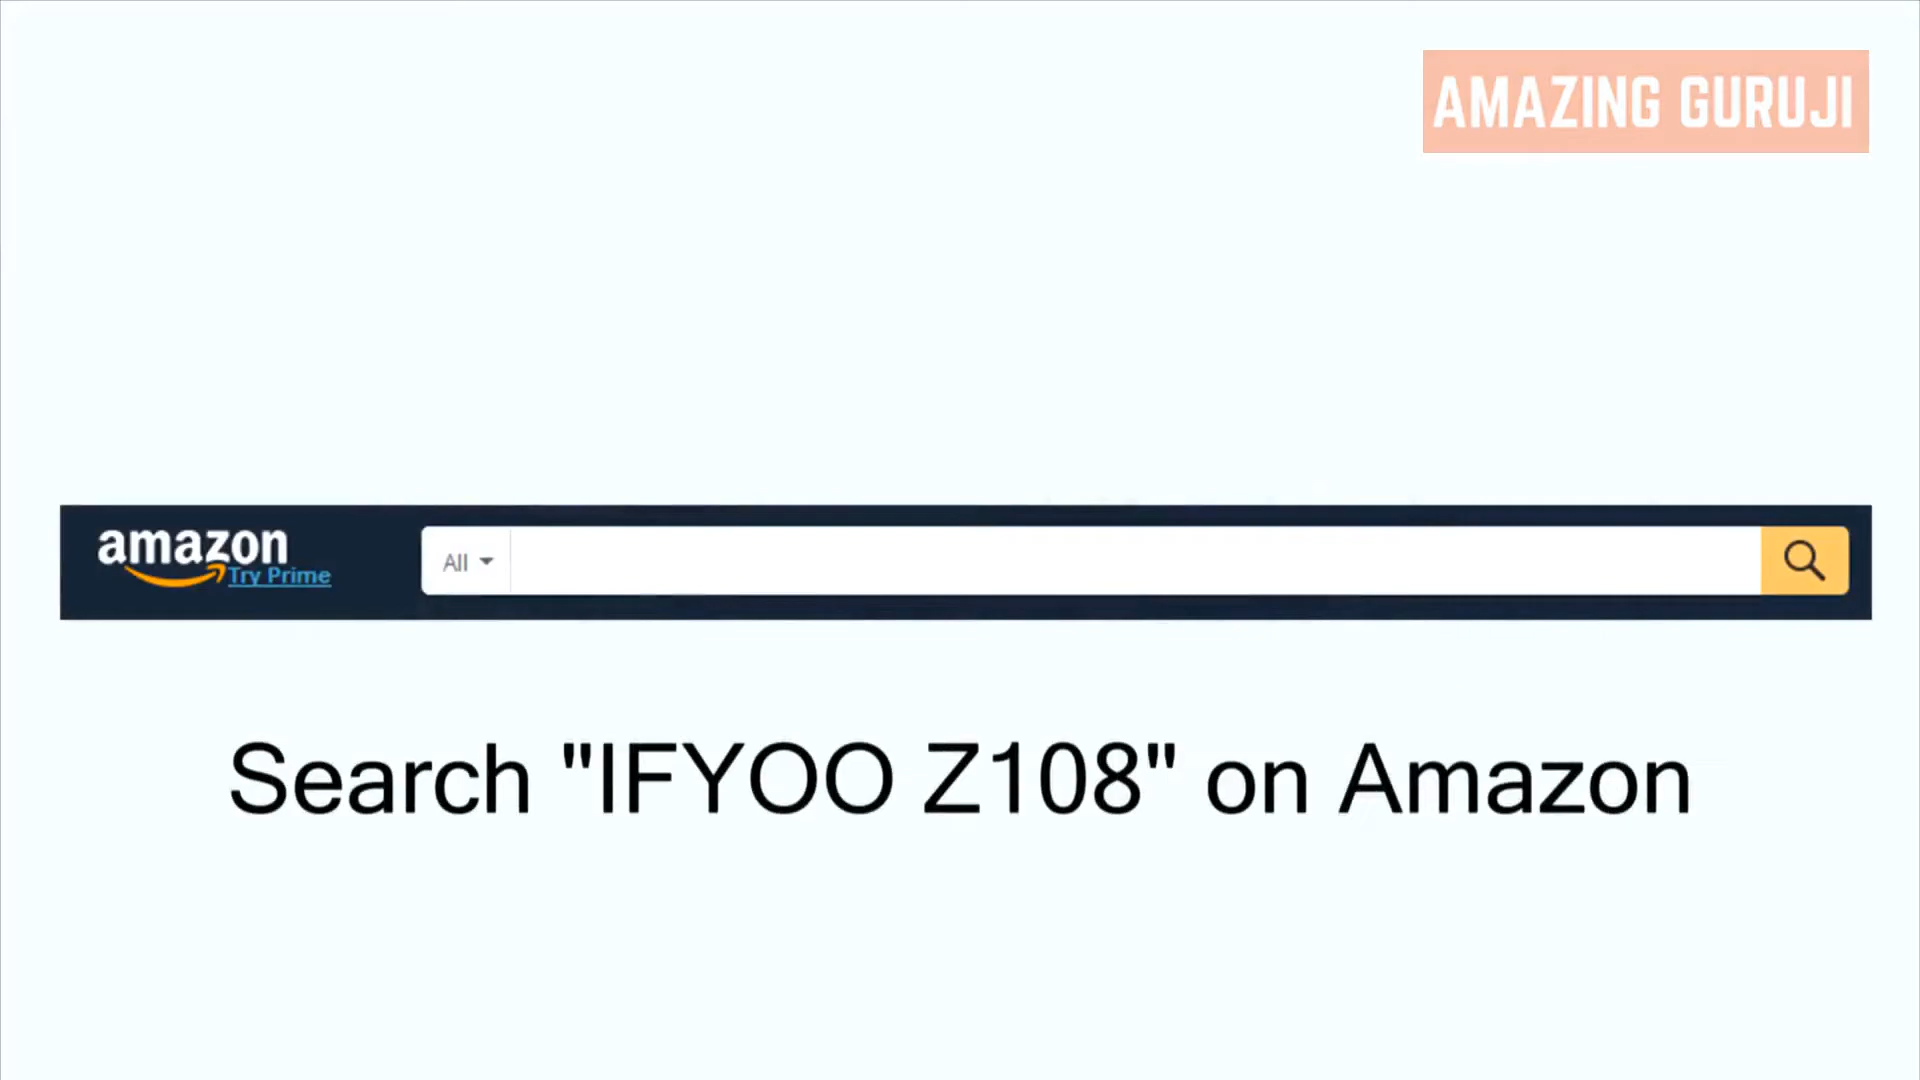 AMAZING GURUJI
amazon
Try Prime
All
Search "IFYOO Z108" on Amazon